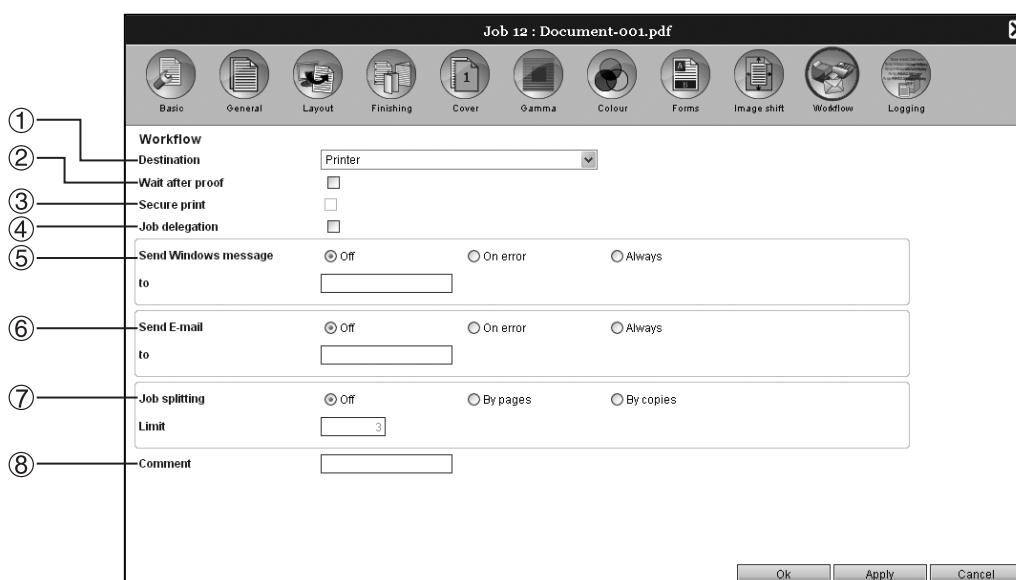 Job 12 : Document-001.pdf
Basic General Layout Finishing Cover Gamma Colour Forms Image shift Workflow Logging
Workflow
① Destination Printer
② Wait after proof
③ Secure print
④ Job delegation
⑤ Send Windows message Off On error Always
to
⑥ Send E-mail Off On error Always
to
⑦ Job splitting Off By pages By copies
Limit 3
⑧ Comment
Ok Apply Cancel